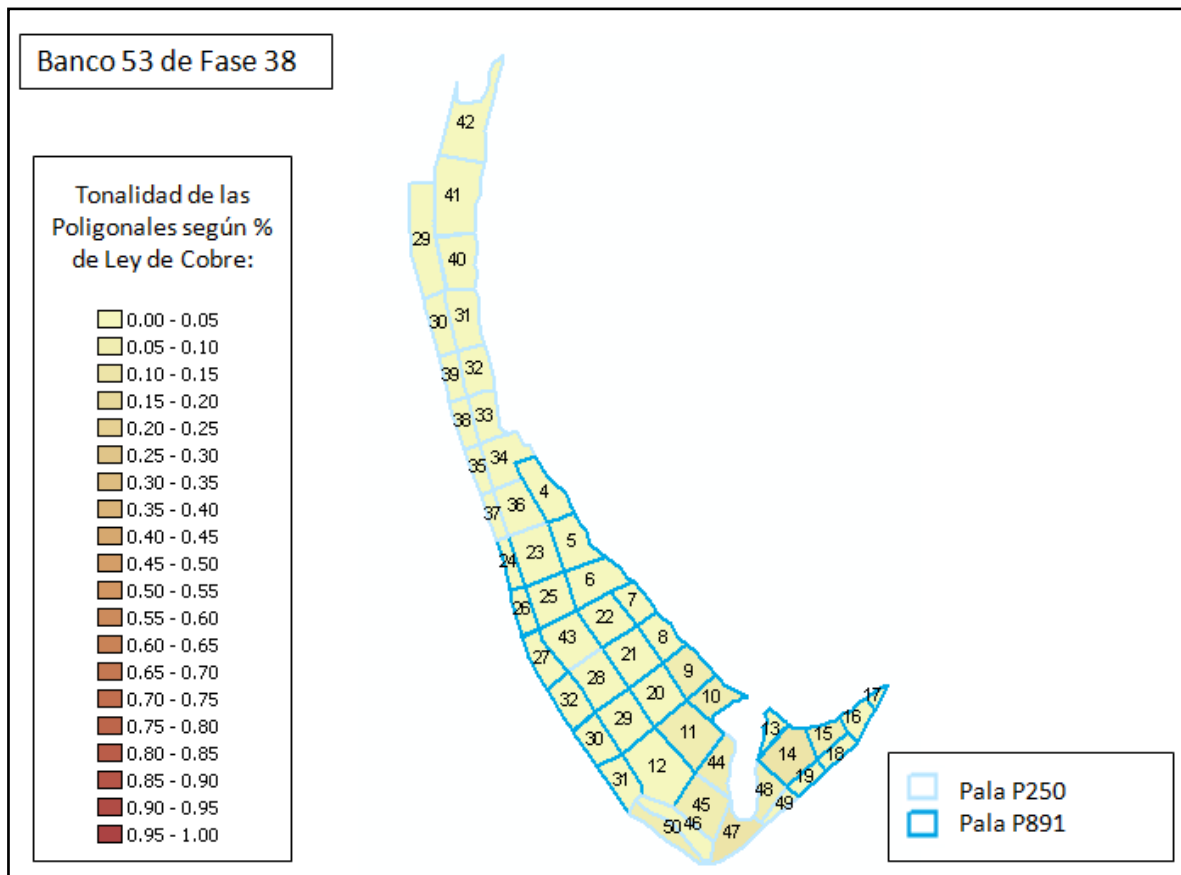 Banco 53 de Fase 38
Tonalidad de las
Poligonales según %
de Ley de Cobre:
0.00 - 0.05
0.05 - 0.10
0.10 - 0.15
0.15 - 0.20
0.20 - 0.25
0.25 - 0.30
0.30 - 0.35
0.35 - 0.40
0.40 - 0.45
0.45 - 0.50
0.50 - 0.55
0.55 - 0.60
0.60 - 0.65
0.65 - 0.70
0.70 - 0.75
0.75 - 0.80
0.80 - 0.85
0.85 - 0.90
0.90 - 0.95
0.95 - 1.00
42
41
29
40
30
31
39
32
38
33
35
34
37
36
4
24
23
5
26
25
6
7
27
43
22
8
32
28
21
9
30
29
20
10
31
12
11
44
13
14
15
16
17
18
19
48
49
45
46
50
47
Pala P250
Pala P891